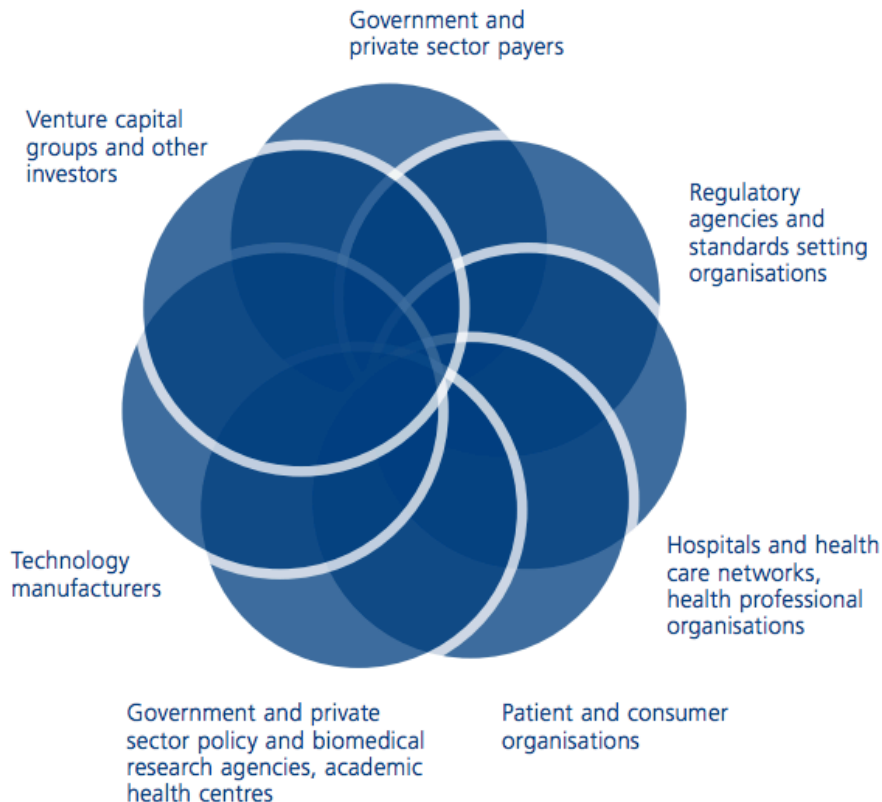 Government and
private sector payers
Venture capital
groups and other
investors
Regulatory
agencies and
standards setting
organisations
Technology
manufacturers
Hospitals and health
care networks,
health professional
organisations
Government and private
sector policy and biomedical
research agencies, academic
health centres
Patient and consumer
organisations